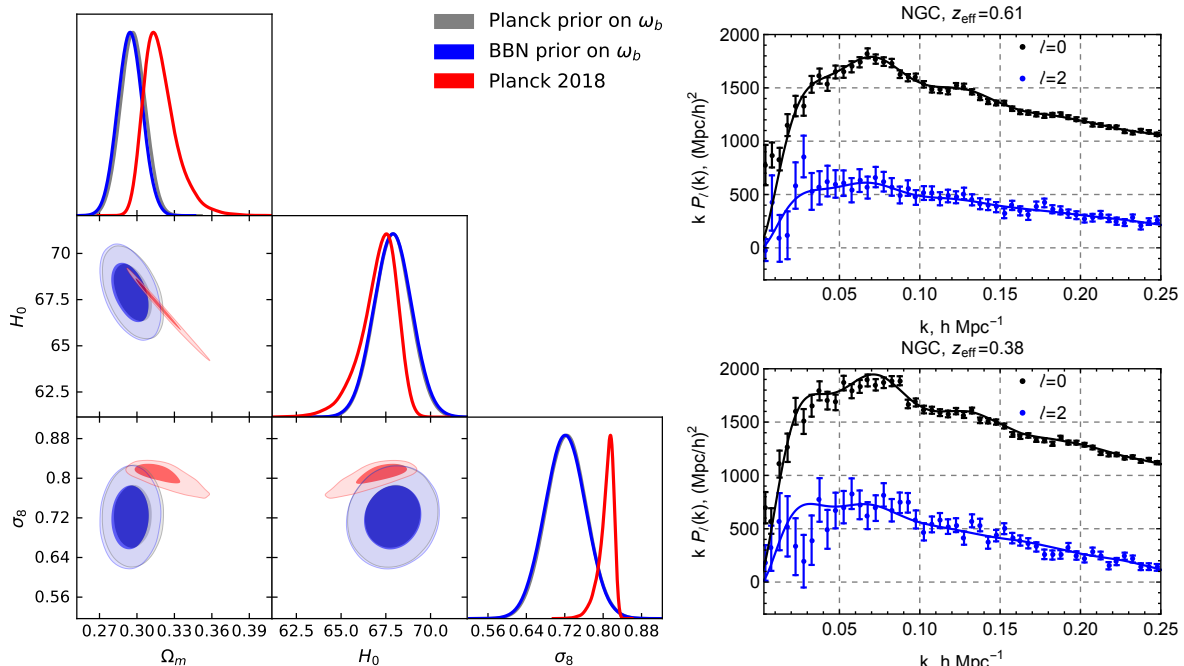 Planck prior on ω_b
BBN prior on ω_b
Planck 2018
70.0
67.5
65.0
62.5
H_0
0.88
0.8
0.72
0.64
0.56
σ_8
0.27 0.30 0.33 0.36 0.39
Ω_m
62.5 65.0 67.5 70.0
H_0
0.56 0.64 0.72 0.80 0.88
σ_8
NGC, z_eff=0.61
l=0
l=2
2000
1500
1000
500
0
k P_l(k), (Mpc/h)^2
0.05 0.10 0.15 0.20 0.25
k, h Mpc^−1
NGC, z_eff=0.38
l=0
l=2
2000
1500
1000
500
0
k P_l(k), (Mpc/h)^2
0.05 0.10 0.15 0.20 0.25
k, h Mpc^−1